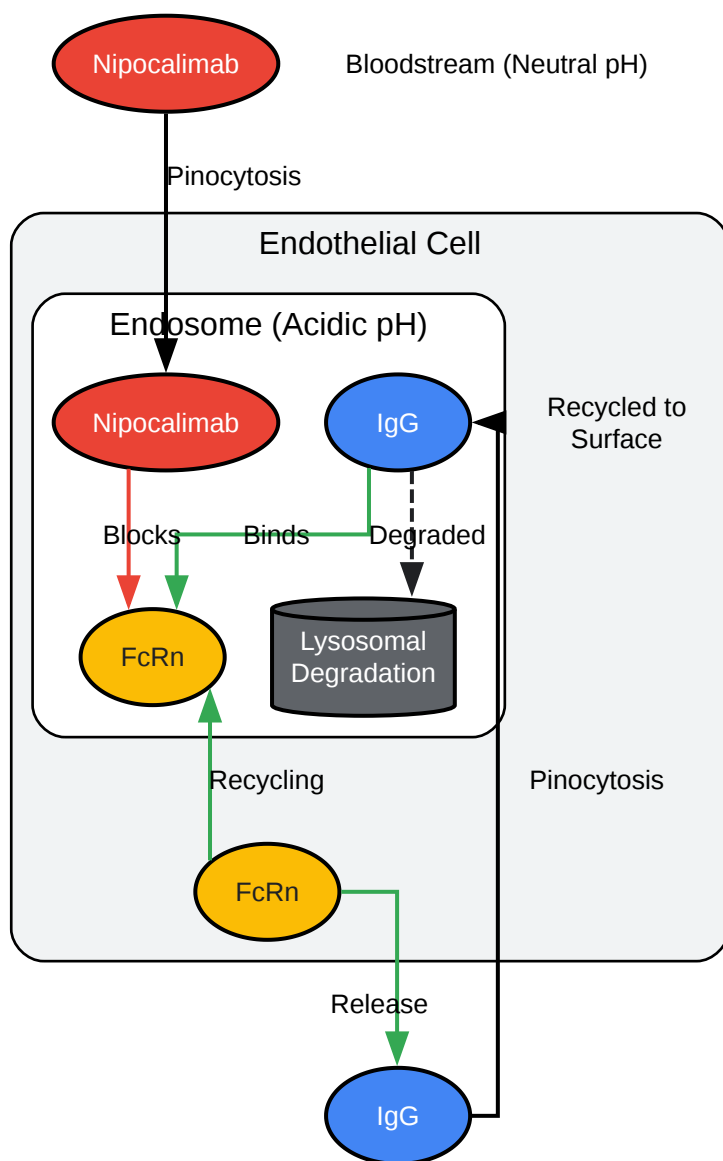 Nipocalimab
Bloodstream (Neutral pH)
Pinocytosis
Endothelial Cell
Endosome (Acidic pH)
Nipocalimab
IgG
Recycled to
Surface
Blocks
Binds
Degraded
FcRn
Lysosomal
Degradation
Recycling
Pinocytosis
FcRn
Release
IgG